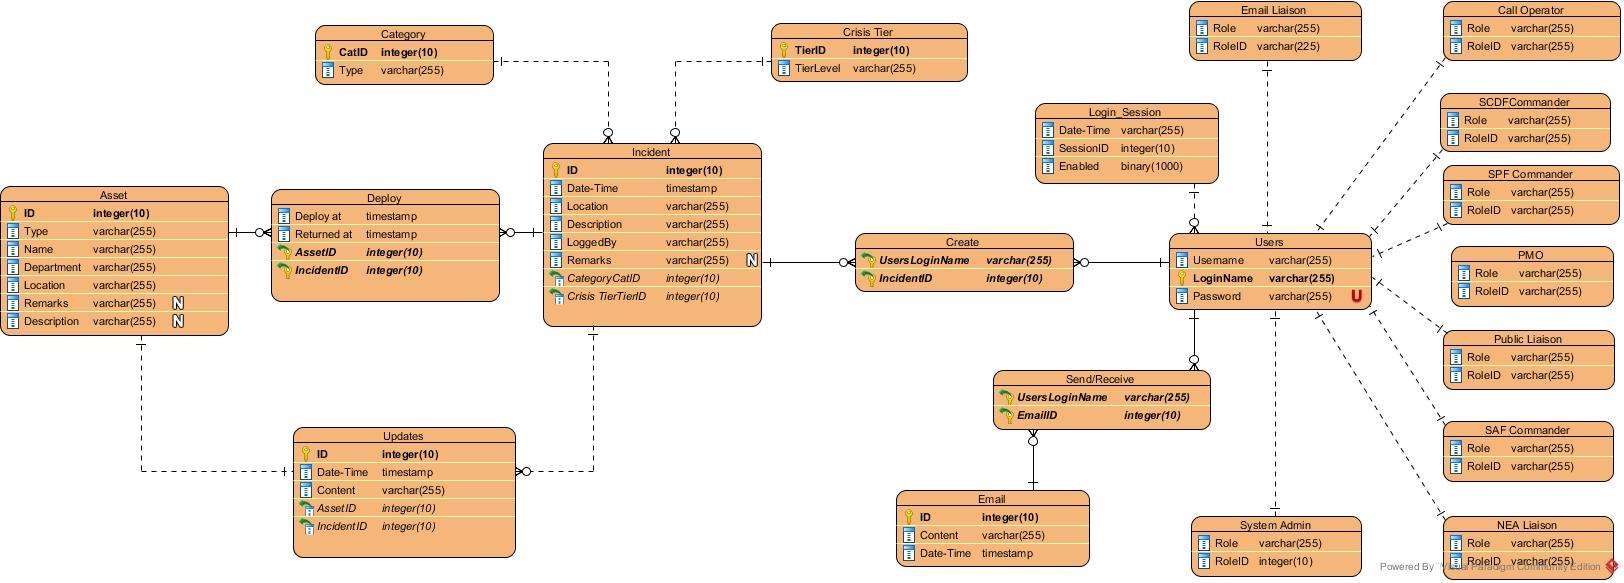 Category
CatID integer(10)
Type varchar(255)
Crisis Tier
TierID integer(10)
TierLevel varchar(255)
Email Liaison
Role varchar(255)
RoleID varchar(225)
Call Operator
Role varchar(255)
RoleID varchar(255)
Login_Session
Date-Time varchar(255)
SessionID integer(10)
Enabled binary(1000)
SCDFCommander
Role varchar(255)
RoleID varchar(255)
SPF Commander
Role varchar(255)
RoleID varchar(255)
Asset
ID integer(10)
Type varchar(255)
Name varchar(255)
Department varchar(255)
Location varchar(255)
Remarks varchar(255) N
Description varchar(255) N
Deploy
Deploy at timestamp
Returned at timestamp
AssetID integer(10)
IncidentID integer(10)
Incident
ID integer(10)
Date-Time timestamp
Location varchar(255)
Description varchar(255)
LoggedBy varchar(255)
Remarks varchar(255) N
CategoryCatID integer(10)
Crisis TierTierID integer(10)
Create
UsersLoginName varchar(255)
IncidentID integer(10)
Users
Username varchar(255)
LoginName varchar(255)
Password varchar(255) U
PMO
Role varchar(255)
RoleID varchar(255)
Public Liaison
Role varchar(255)
RoleID varchar(255)
Send/Receive
UsersLoginName varchar(255)
EmailID integer(10)
SAF Commander
Role varchar(255)
RoleID varchar(255)
Updates
ID integer(10)
Date-Time timestamp
Content varchar(255)
AssetID integer(10)
IncidentID integer(10)
Email
ID integer(10)
Content varchar(255)
Date-Time timestamp
System Admin
Role varchar(255)
RoleID integer(10)
NEA Liaison
Role varchar(255)
RoleID varchar(255)
Powered By Visual Paradigm Community Edition